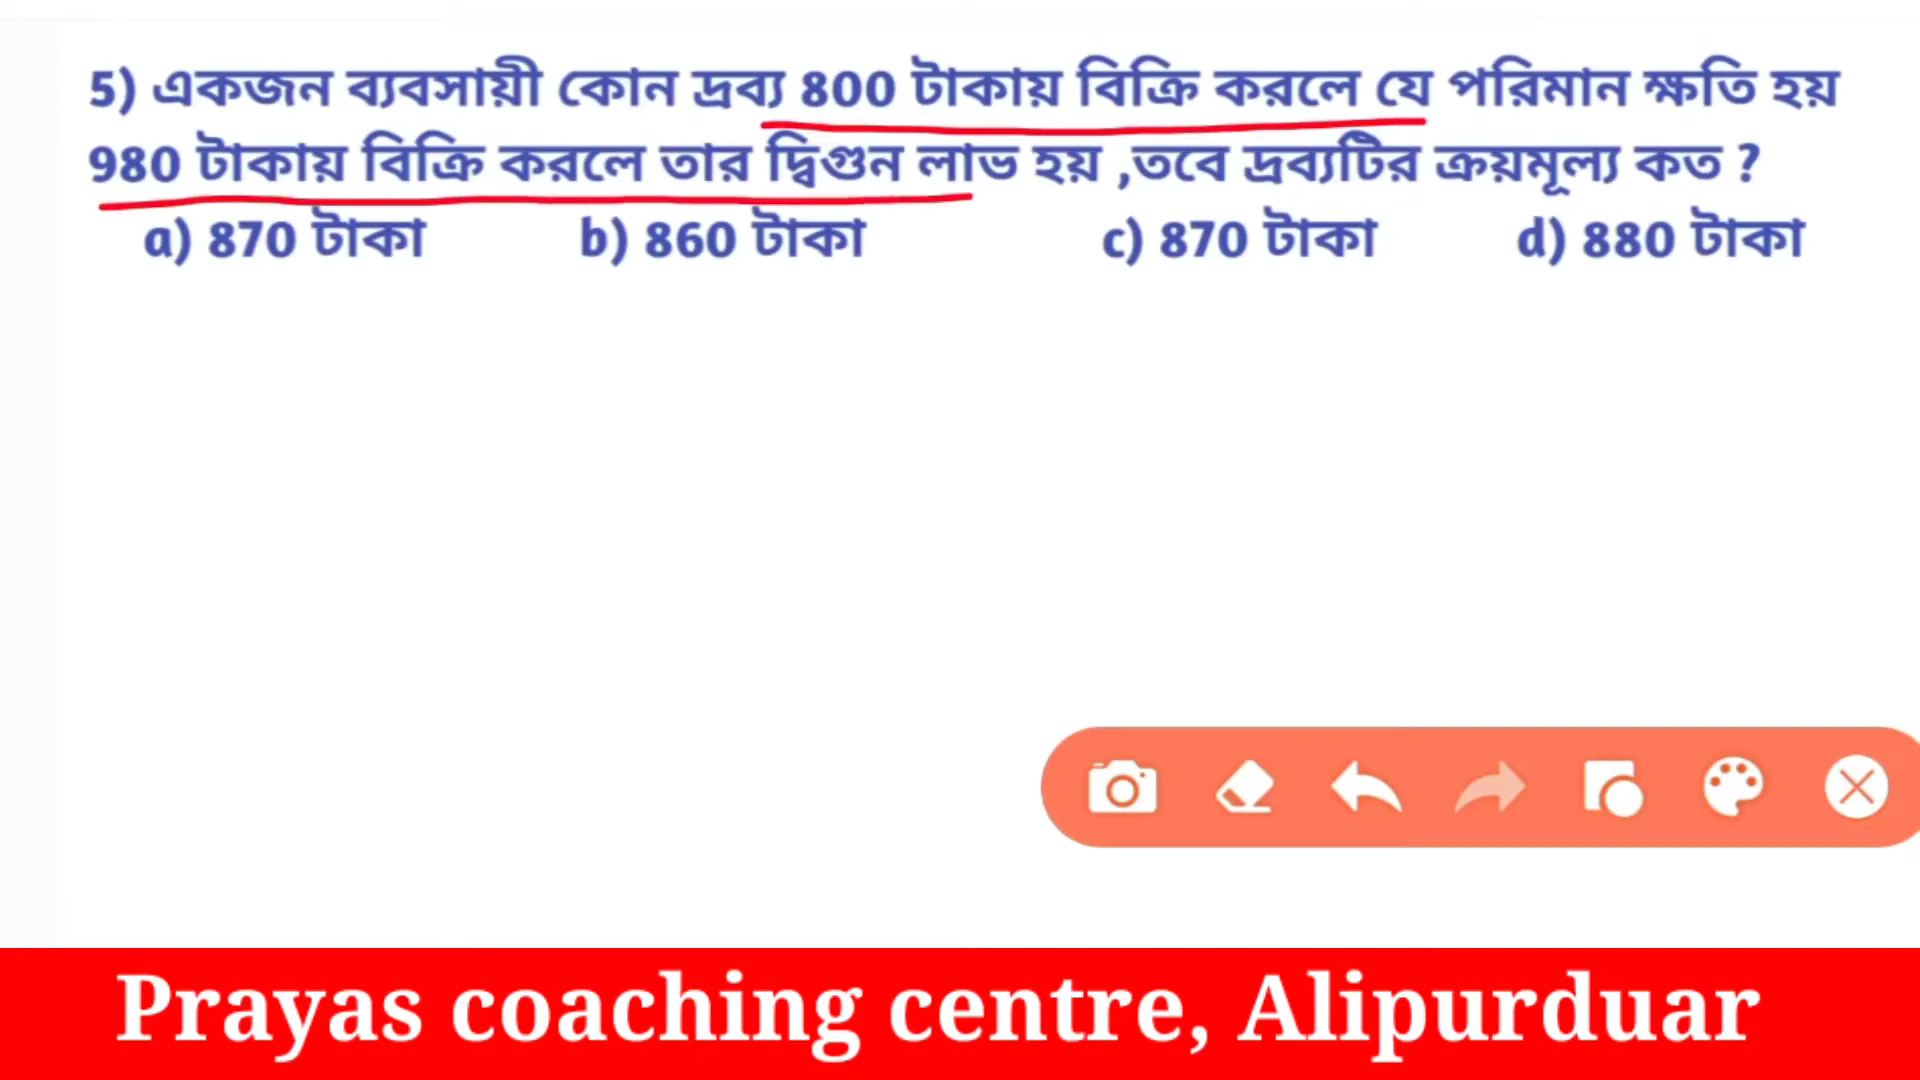 5) একজন ব্যবসায়ী কোন দ্রব্য 800 টাকায় বিক্রি করলে যে পরিমান ক্ষতি হয়
980 টাকায় বিক্রি করলে তার দ্বিগুন লাভ হয় ,তবে দ্রব্যটির ক্রয়মূল্য কত ?
a) 870 টাকা b) 860 টাকা c) 870 টাকা d) 880 টাকা
Prayas coaching centre, Alipurduar